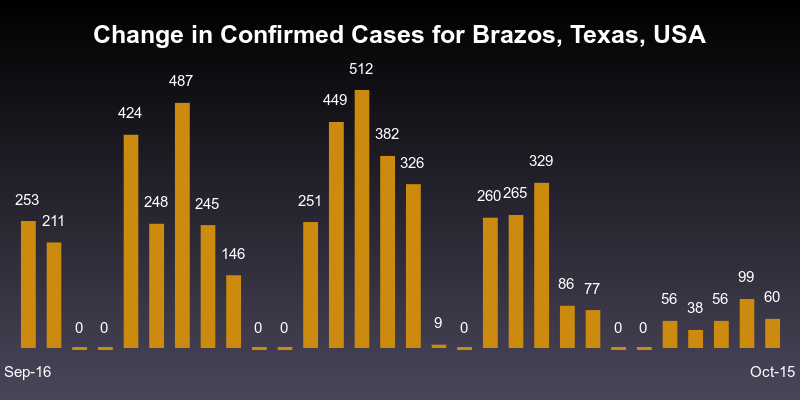 Change in Confirmed Cases for Brazos, Texas, USA
253 211 0 0 424 248 487 245 146 0 0 251 449 512 382 326 9 0 260 265 329 86 77 0 0 56 38 56 99 60
Sep-16 Oct-15